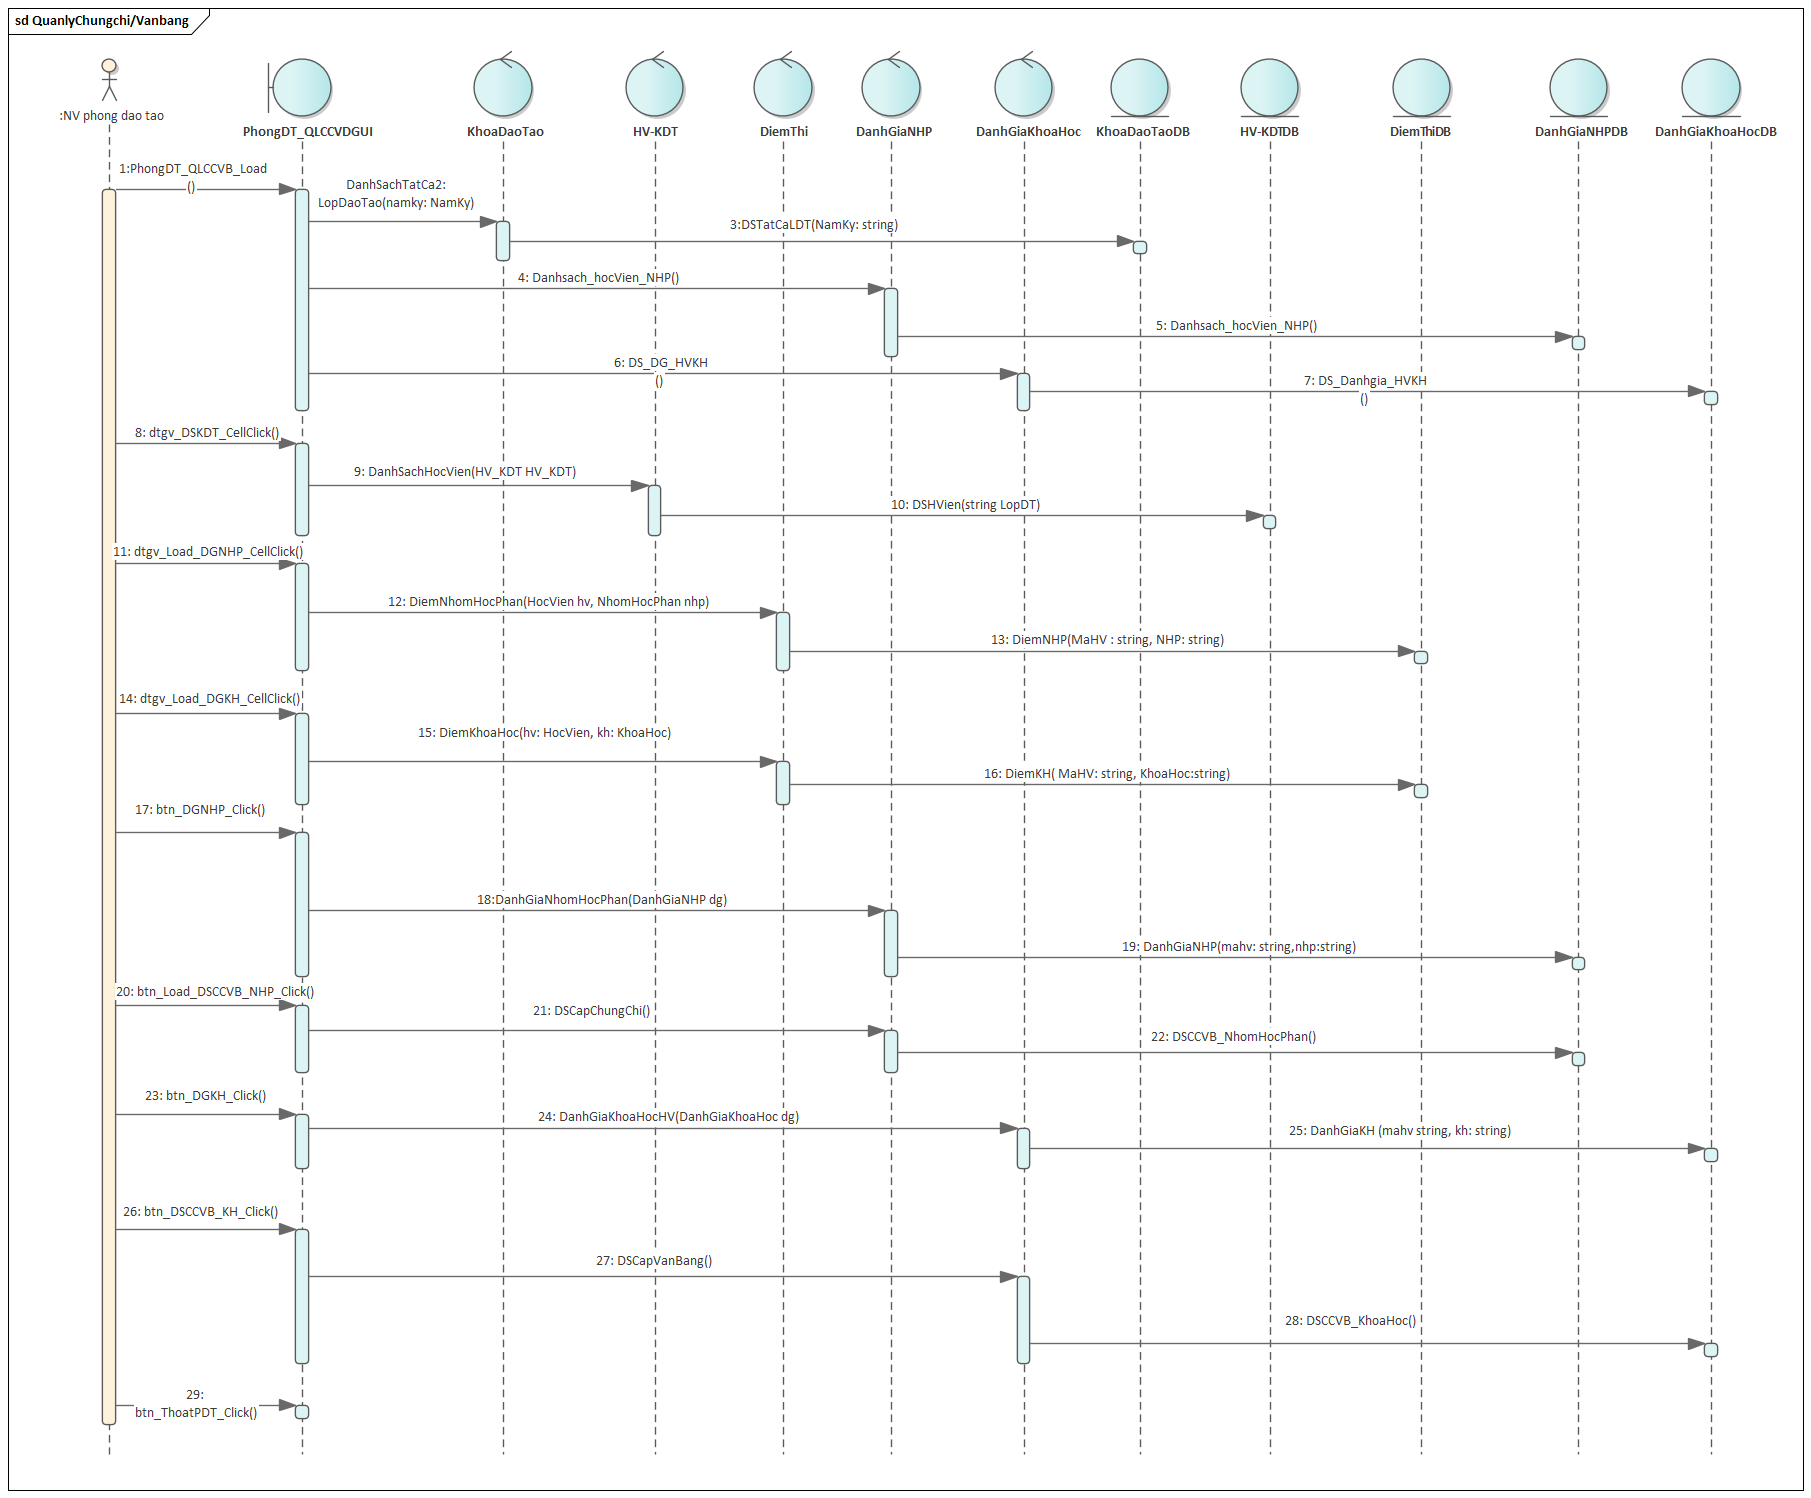 sd QuanlyChungchi/Vanbang
:NV phong dao tao
PhongDT_QLCCVDGUI
KhoaDaoTao
HV-KDT
DiemThi
DanhGiaNHP
DanhGiaKhoaHoc
KhoaDaoTaoDB
HV-KDTDB
DiemThiDB
DanhGiaNHPDB
DanhGiaKhoaHocDB
1:PhongDT_QLCCVB_Load
()
DanhSachTatCa2:
LopDaoTao(namky: NamKy)
3:DSTatCaLDT(NamKy: string)
4: Danhsach_hocVien_NHP()
5: Danhsach_hocVien_NHP()
6: DS_DG_HVKH
()
7: DS_Danhgia_HVKH
()
8: dtgv_DSKDT_CellClick()
9: DanhSachHocVien(HV_KDT HV_KDT)
10: DSHVien(string LopDT)
11: dtgv_Load_DGNHP_CellClick()
12: DiemNhomHocPhan(HocVien hv, NhomHocPhan nhp)
13: DiemNHP(MaHV : string, NHP: string)
14: dtgv_Load_DGKH_CellClick()
15: DiemKhoaHoc(hv: HocVien, kh: KhoaHoc)
16: DiemKH( MaHV: string, KhoaHoc:string)
17: btn_DGNHP_Click()
18:DanhGiaNhomHocPhan(DanhGiaNHP dg)
19: DanhGiaNHP(mahv: string,nhp:string)
20: btn_Load_DSCCVB_NHP_Click()
21: DSCapChungChi()
22: DSCCVB_NhomHocPhan()
23: btn_DGKH_Click()
24: DanhGiaKhoaHocHV(DanhGiaKhoaHoc dg)
25: DanhGiaKH (mahv string, kh: string)
26: btn_DSCCVB_KH_Click()
27: DSCapVanBang()
28: DSCCVB_KhoaHoc()
29:
btn_ThoatPDT_Click()